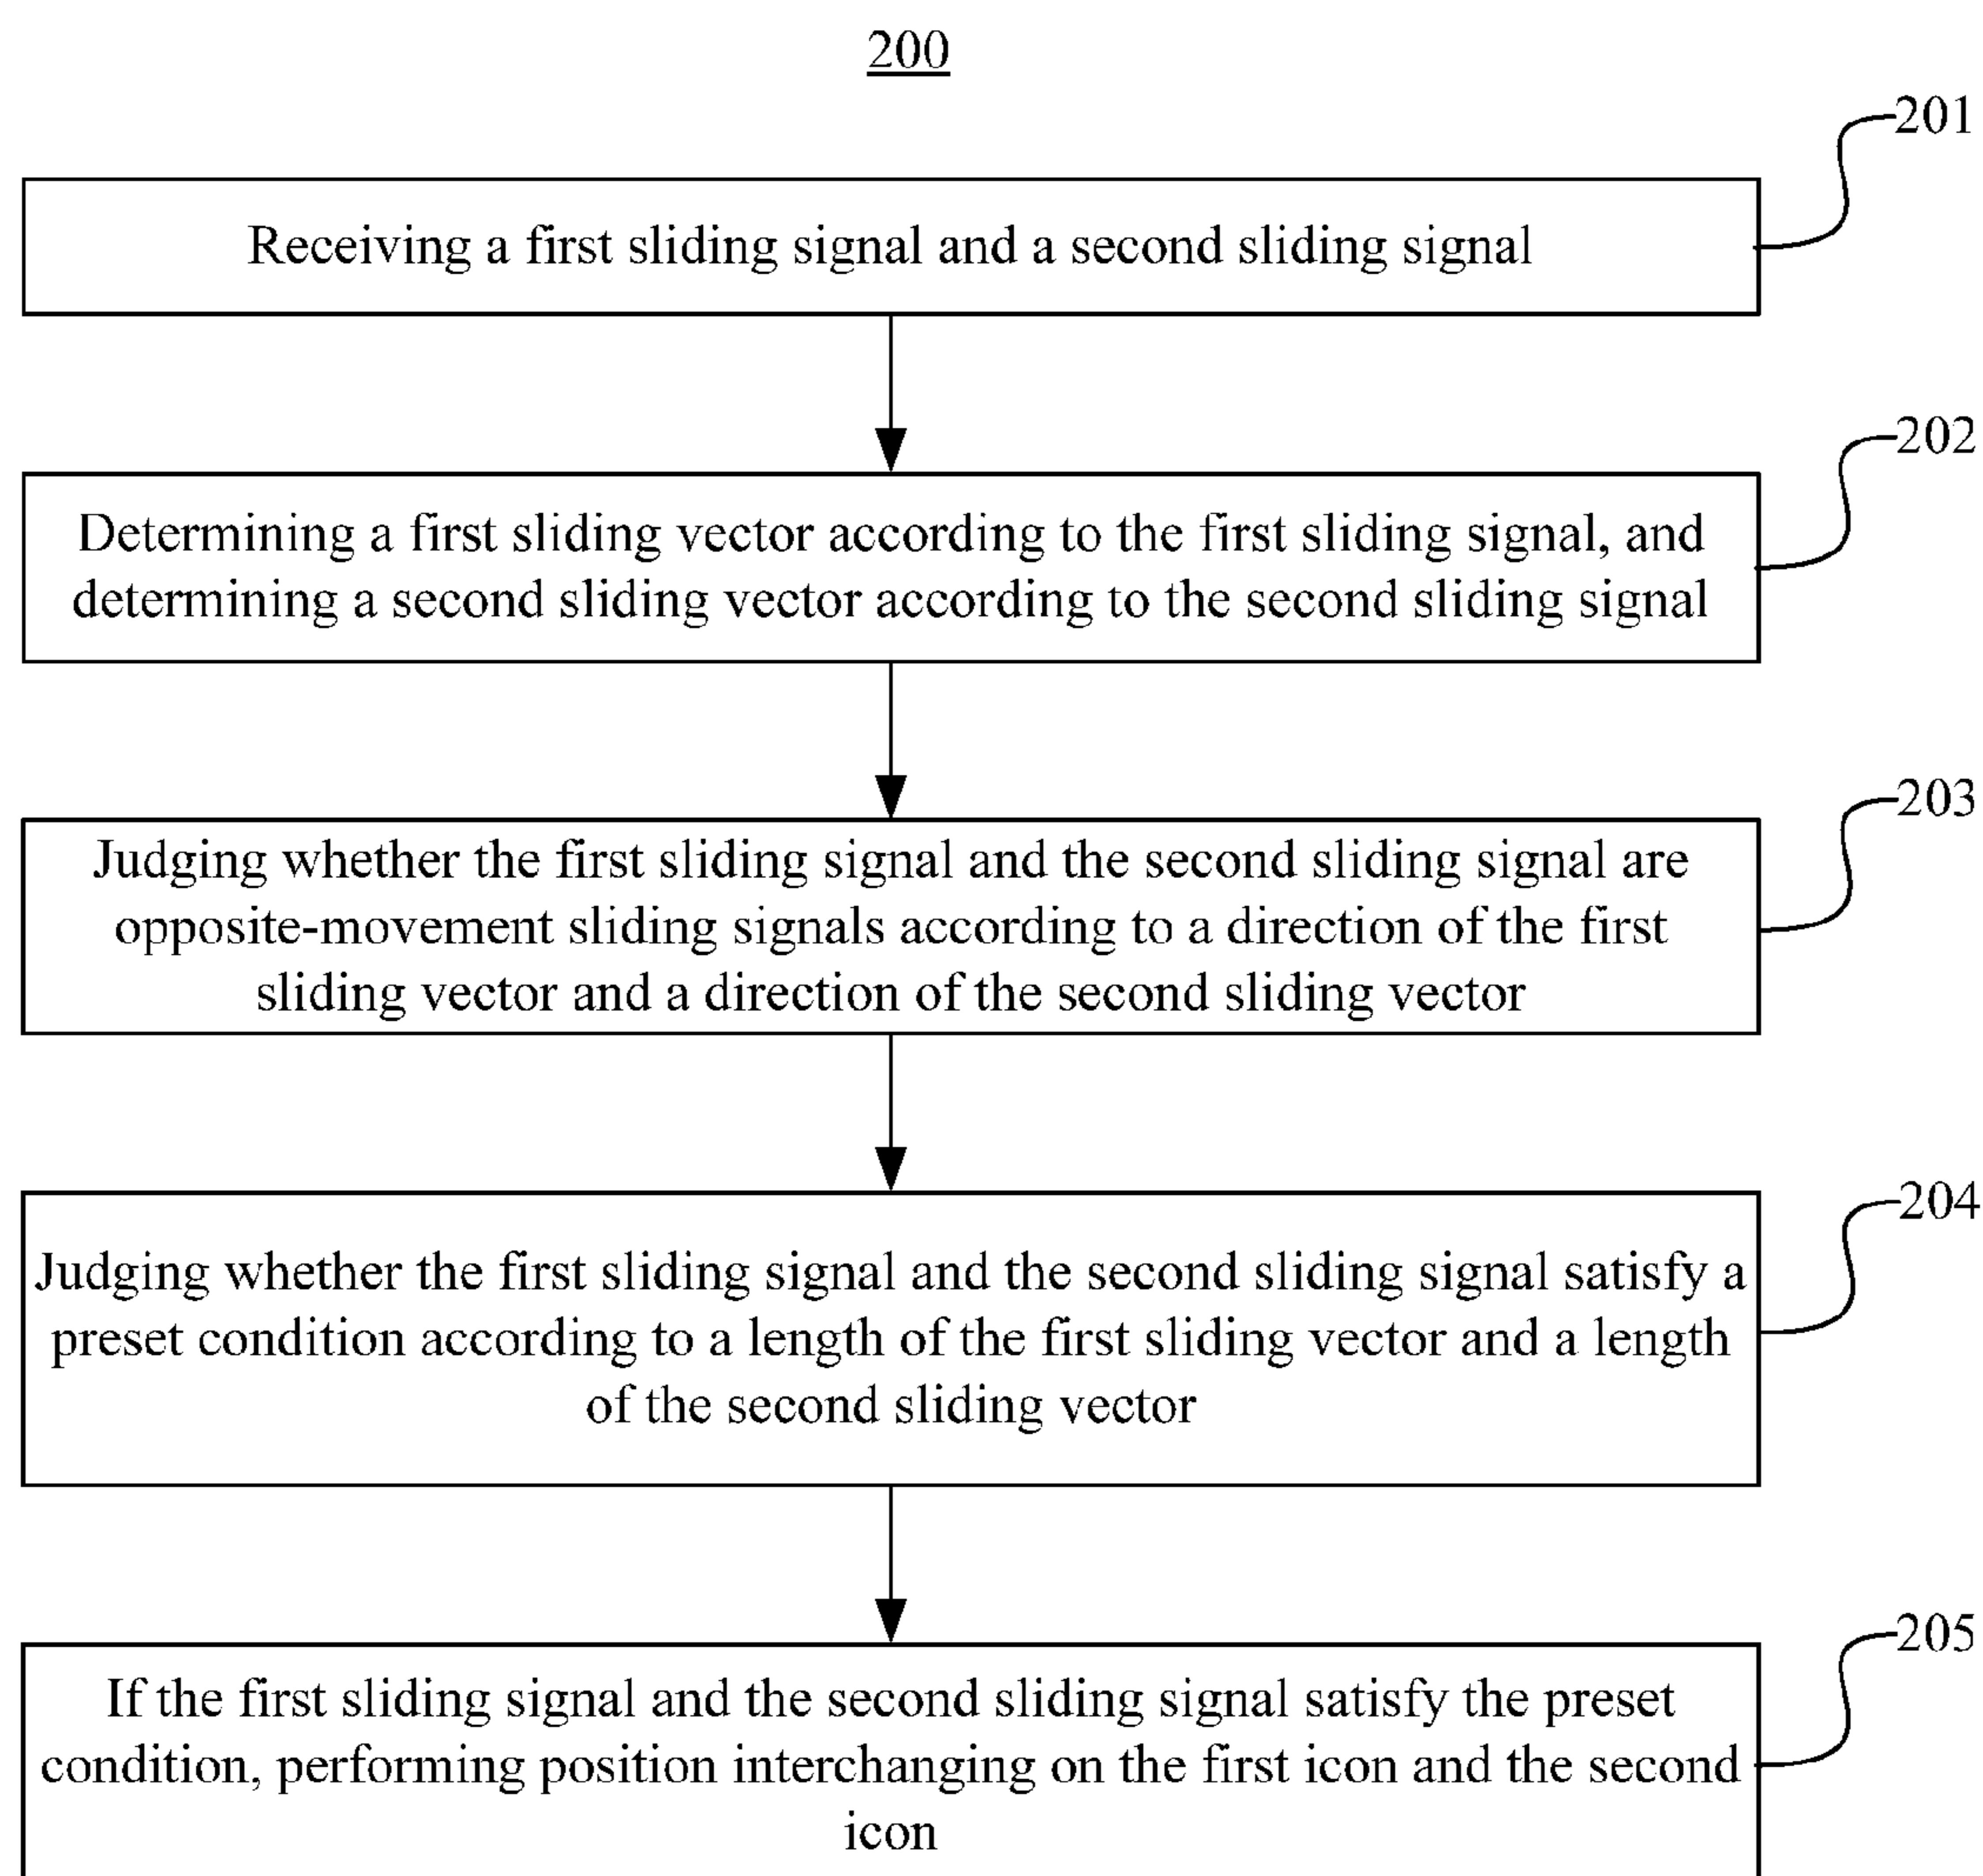 200
201
Receiving a first sliding signal and a second sliding signal
202
Determining a first sliding vector according to the first sliding signal, and
determining a second sliding vector according to the second sliding signal
203
Judging whether the first sliding signal and the second sliding signal are
opposite-movement sliding signals according to a direction of the first
sliding vector and a direction of the second sliding vector
204
Judging whether the first sliding signal and the second sliding signal satisfy a
preset condition according to a length of the first sliding vector and a length
of the second sliding vector
205
If the first sliding signal and the second sliding signal satisfy the preset
condition, performing position interchanging on the first icon and the second
icon